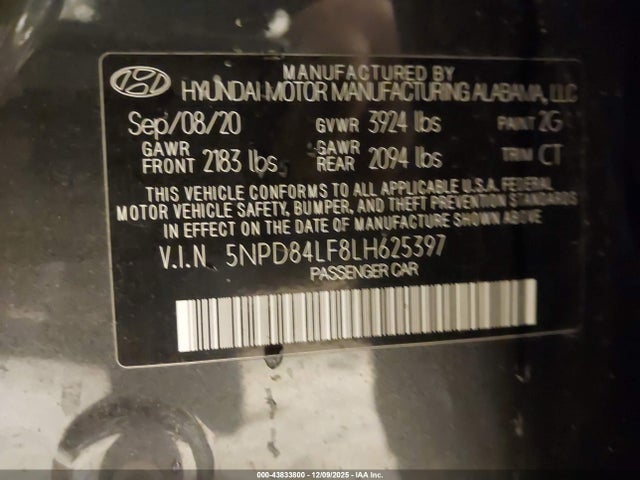 MANUFACTURED BY
HYUNDAI MOTOR MANUFACTURING ALABAMA, LLC
Sep/08/20 GVWR 3924 lbs PAINT 2G
GAWR FRONT 2183 lbs GAWR REAR 2094 lbs TRIM CT
THIS VEHICLE CONFORMS TO ALL APPLICABLE U.S.A. FEDERAL
MOTOR VEHICLE SAFETY, BUMPER, AND THEFT PREVENTION STANDARDS
IN EFFECT ON THE DATE OF MANUFACTURE SHOWN ABOVE.
V.I.N 5NPD84LF8LH625397
PASSENGER CAR
000-43833800 - 12/09/2025 - IAA Inc.